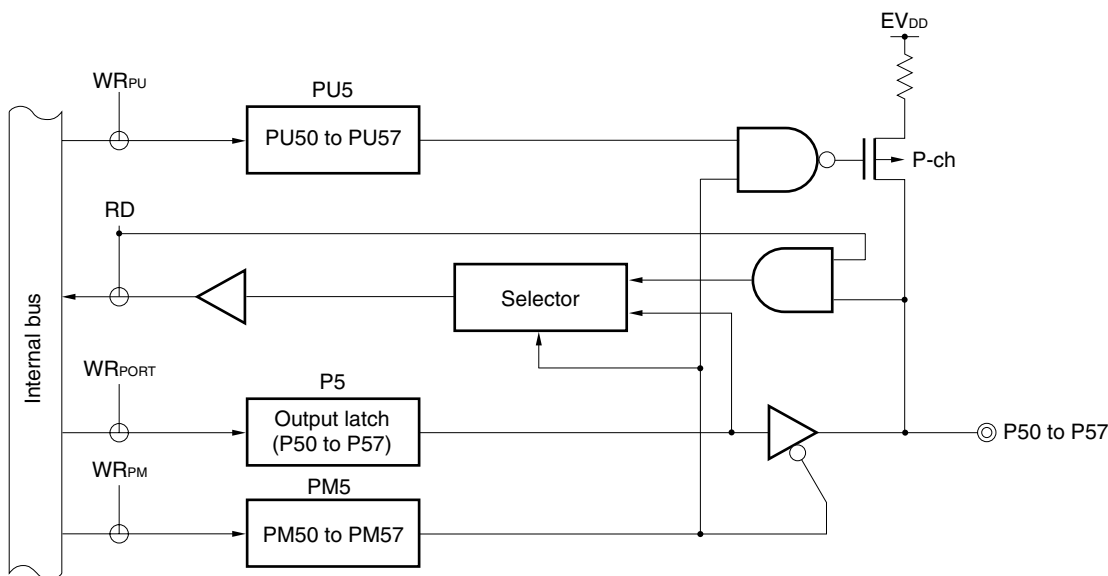 EVDD
WRPU
PU5
PU50 to PU57
P-ch
RD
Selector
Internal bus
WRPORT
P5
Output latch
(P50 to P57)
P50 to P57
WRPM
PM5
PM50 to PM57